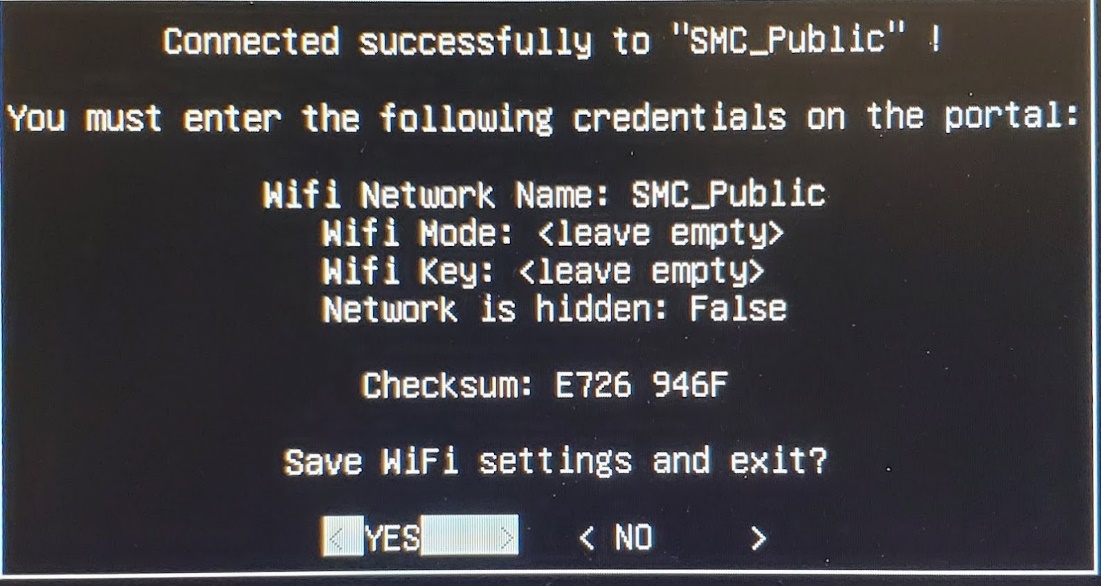 Connected successfully to "SMC_Public" !
You must enter the following credentials on the portal:
Wifi Network Name: SMC_Public
Wifi Mode: <leave empty>
Wifi Key: <leave empty>
Network is hidden: False
Checksum: E726 946F
Save WiFi settings and exit?
< YES > < NO >